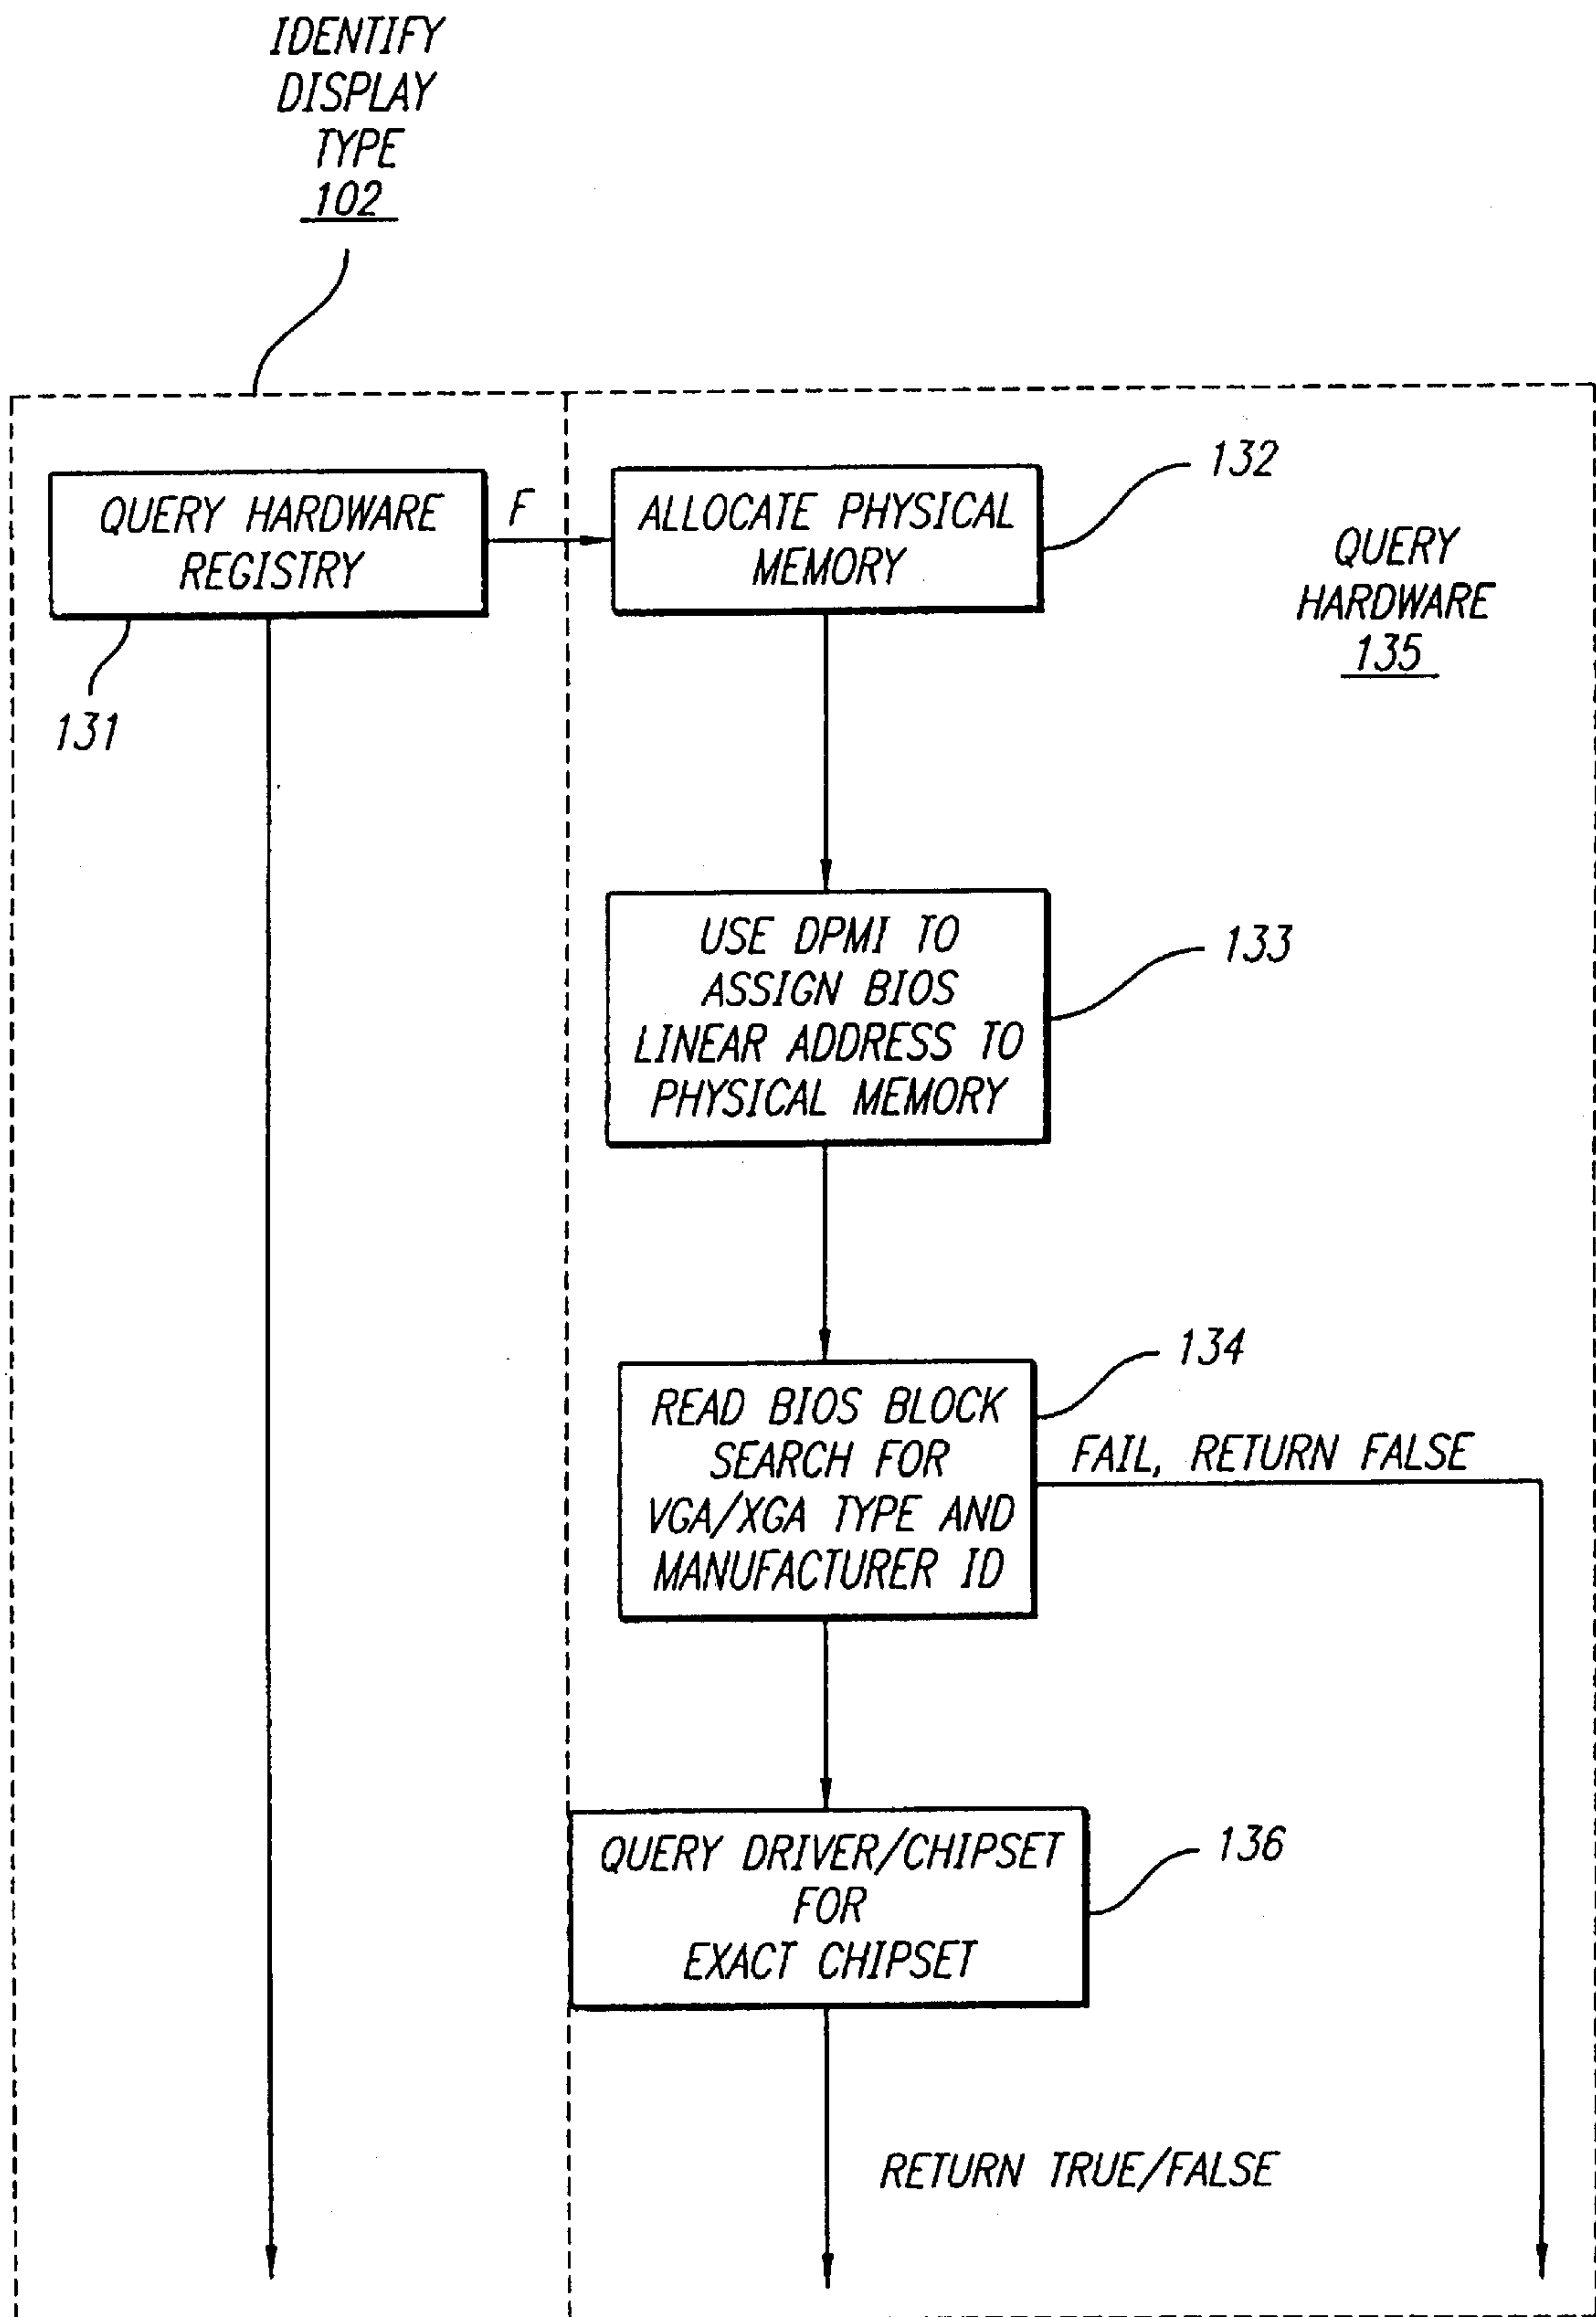 IDENTIFY
DISPLAY
TYPE
102
QUERY HARDWARE
REGISTRY
131
F
ALLOCATE PHYSICAL
MEMORY
132
QUERY
HARDWARE
135
USE DPMI TO
ASSIGN BIOS
LINEAR ADDRESS TO
PHYSICAL MEMORY
133
READ BIOS BLOCK
SEARCH FOR
VGA/XGA TYPE AND
MANUFACTURER ID
134
FAIL, RETURN FALSE
QUERY DRIVER/CHIPSET
FOR
EXACT CHIPSET
136
RETURN TRUE/FALSE